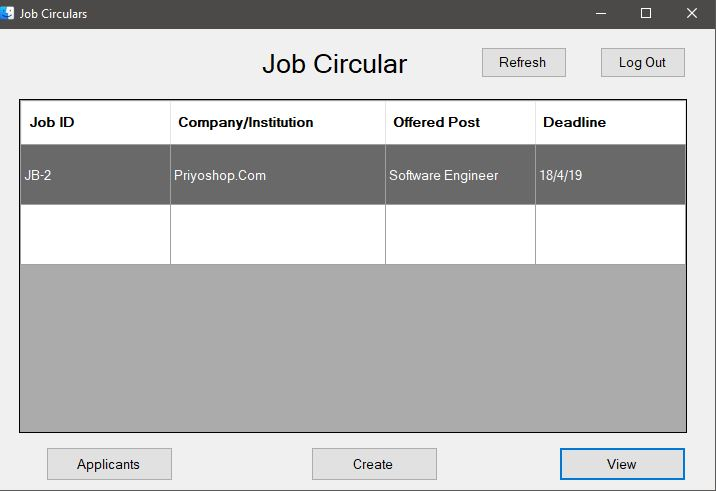 Job Circulars
Job Circular
Refresh
Log Out
Job ID Company/Institution Offered Post Deadline
JB-2 Priyoshop.Com Software Engineer 18/4/19
Applicants
Create
View